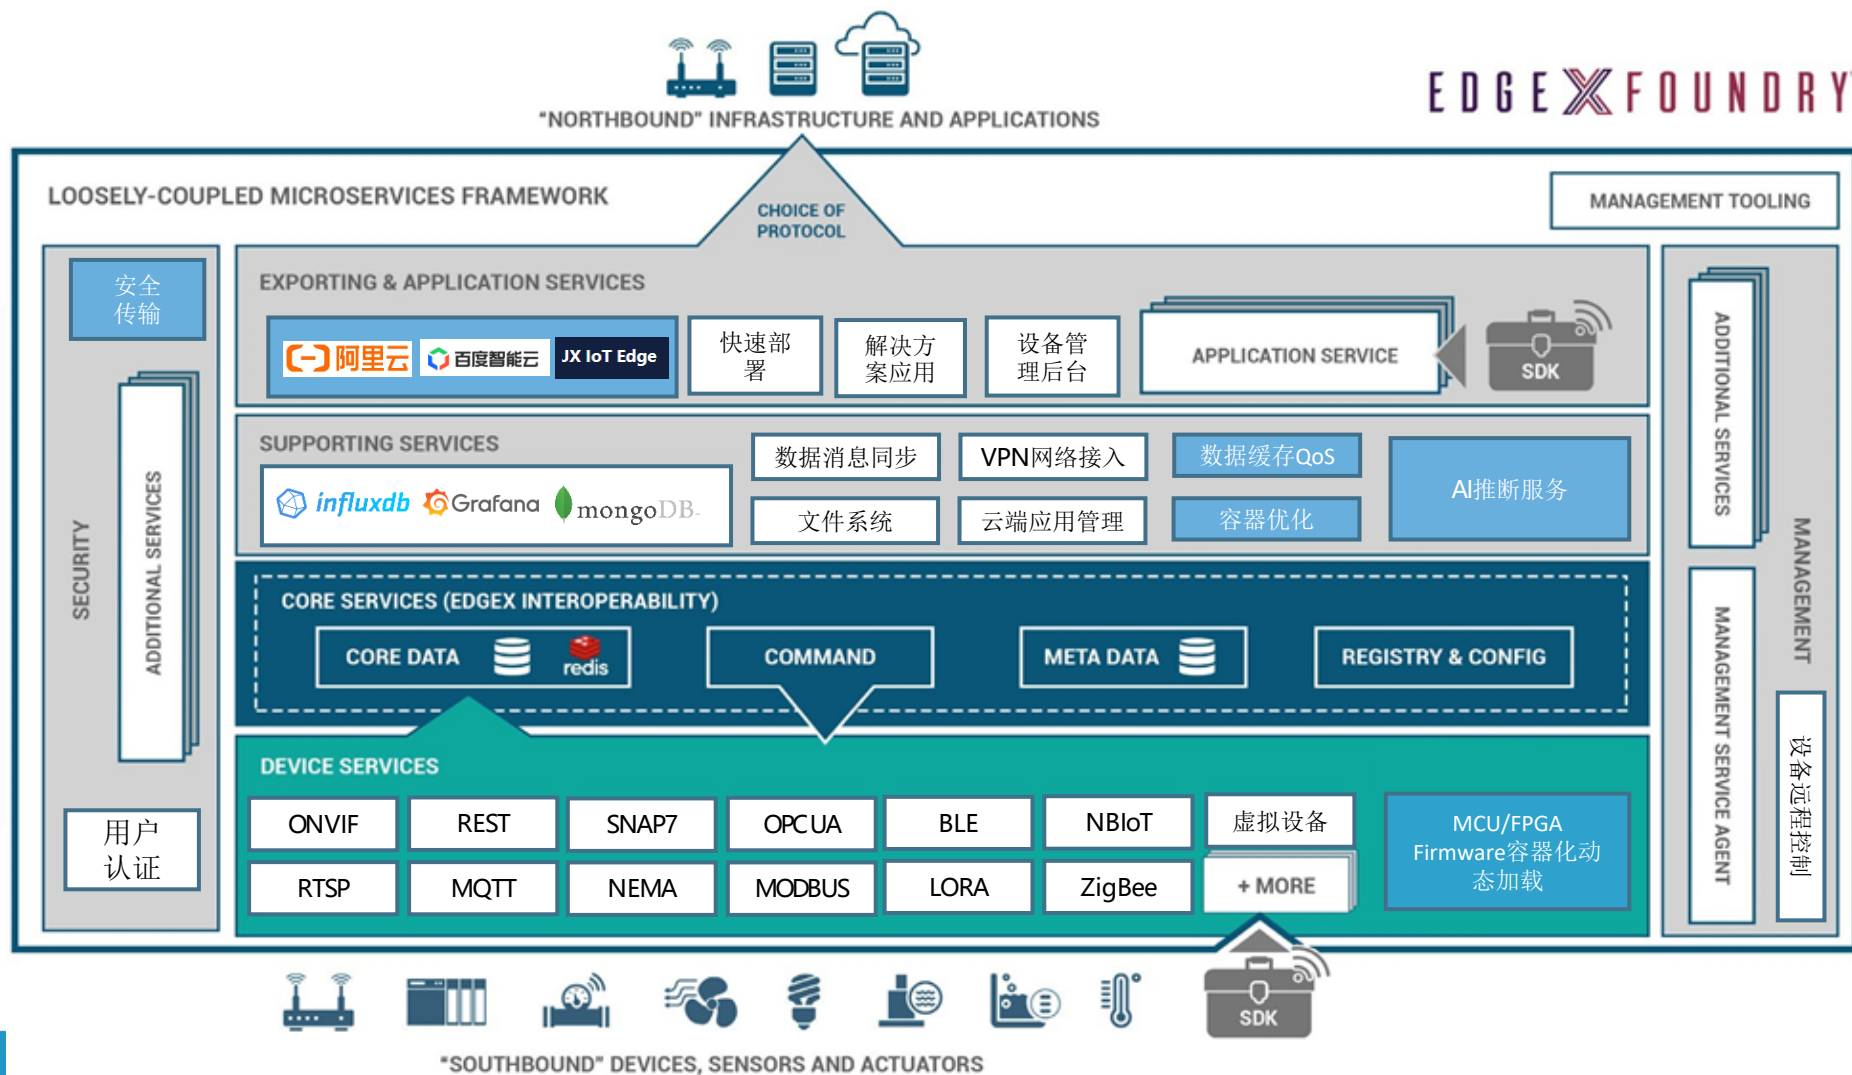 EDGE X FOUNDRY
"NORTHBOUND" INFRASTRUCTURE AND APPLICATIONS
LOOSELY-COUPLED MICROSERVICES FRAMEWORK
CHOICE OF
PROTOCOL
MANAGEMENT TOOLING
安全
传输
SECURITY
ADDITIONAL SERVICES
用户
认证
EXPORTING & APPLICATION SERVICES
阿里云
百度智能云
JX IoT Edge
快速部
署
解决方
案应用
设备管
理后台
APPLICATION SERVICE
SDK
SUPPORTING SERVICES
influxdb
Grafana
mongoDB
数据消息同步
VPN网络接入
数据缓存QoS
文件系统
云端应用管理
容器优化
AI推断服务
CORE SERVICES (EDGEX INTEROPERABILITY)
CORE DATA
redis
COMMAND
META DATA
REGISTRY & CONFIG
DEVICE SERVICES
ONVIF
REST
SNAP7
OPC UA
BLE
NBIoT
虚拟设备
RTSP
MQTT
NEMA
MODBUS
LORA
ZigBee
+ MORE
MCU/FPGA
Firmware容器化动
态加载
ADDITIONAL SERVICES
MANAGEMENT
MANAGEMENT SERVICE AGENT
设备远程控制
SDK
"SOUTHBOUND" DEVICES, SENSORS AND ACTUATORS